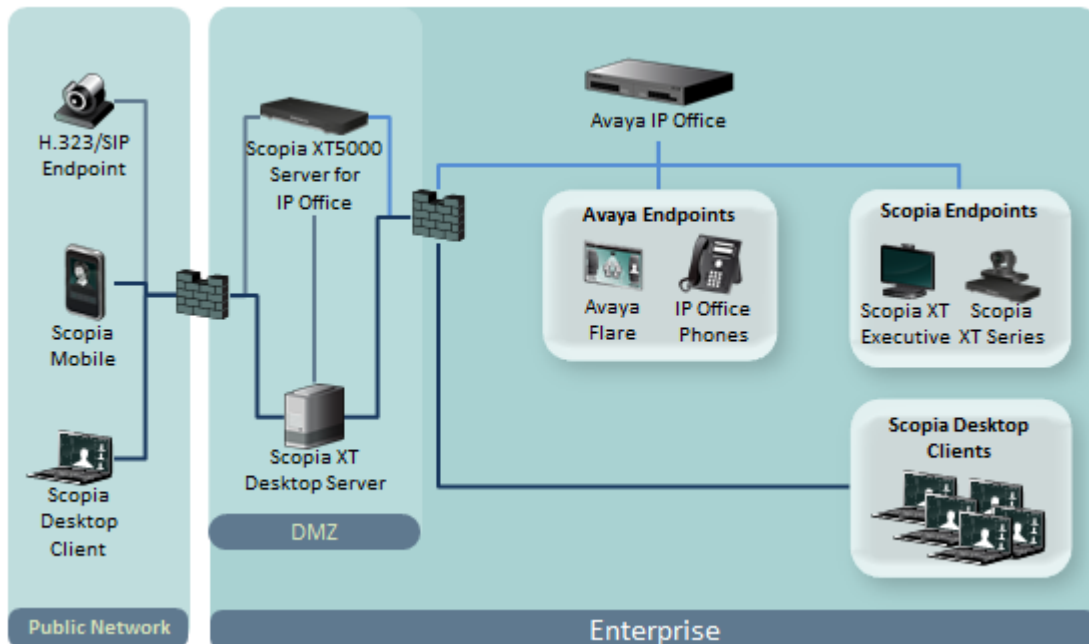 H.323/SIP
Endpoint
Scopia
Mobile
Scopia
Desktop
Client
Public Network
Scopia XT5000
Server for
IP Office
Scopia XT
Desktop Server
DMZ
Avaya IP Office
Avaya Endpoints
Avaya
Flare
IP Office
Phones
Scopia Endpoints
Scopia XT
Executive
Scopia
XT Series
Scopia Desktop
Clients
Enterprise